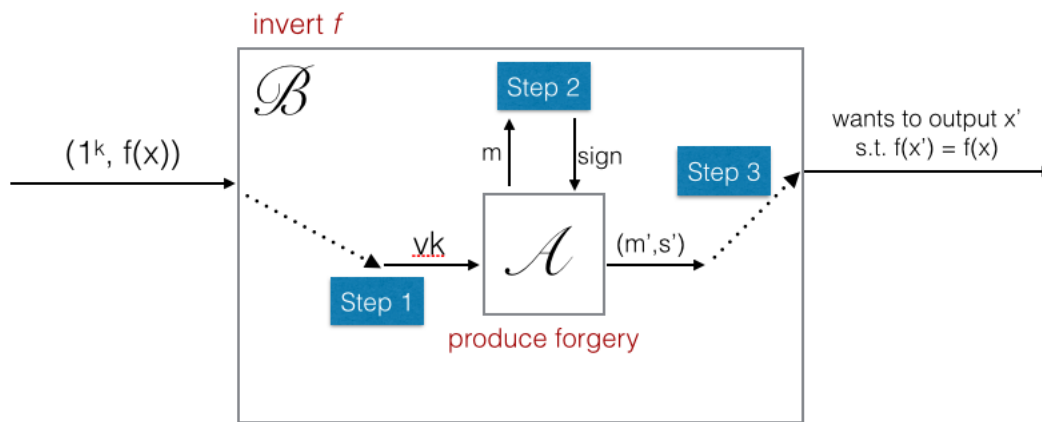 invert f
ℬ
Step 2
(1ᵏ, f(x))
m
sign
wants to output x’
s.t. f(x’) = f(x)
Step 3
vk
𝒜
(m’,s’)
Step 1
produce forgery